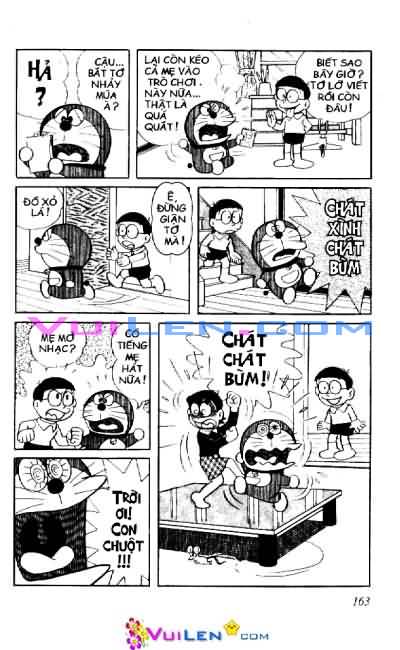 HẢ
?
CẬU...
BẮT TỚ
NHẢY
MÚA
À?
LẠI CÒN KÉO
CẢ MẸ VÀO
TRÒ CHƠI
NÀY NỮA...
THẬT LÀ
QUÁ
QUẮT!
BIẾT SAO
BÂY GIỜ?
TỚ LỠ VIẾT
RỒI CÒN
ĐÂU!
ĐỒ XỎ
LÁ!
Ê,
ĐỪNG
GIẬN
TỚ
MÀ!
CHÁT
XÌNH
CHÁT
BÙM
MẸ MỞ
NHẠC?
CÓ
TIẾNG
MẸ
HÁT
NỮA!
CHÁT
CHÁT
BÙM!
TRỜI
ƠI!
CON
CHUỘT
!!!
VUILEN.COM
163
VUILEN.COM